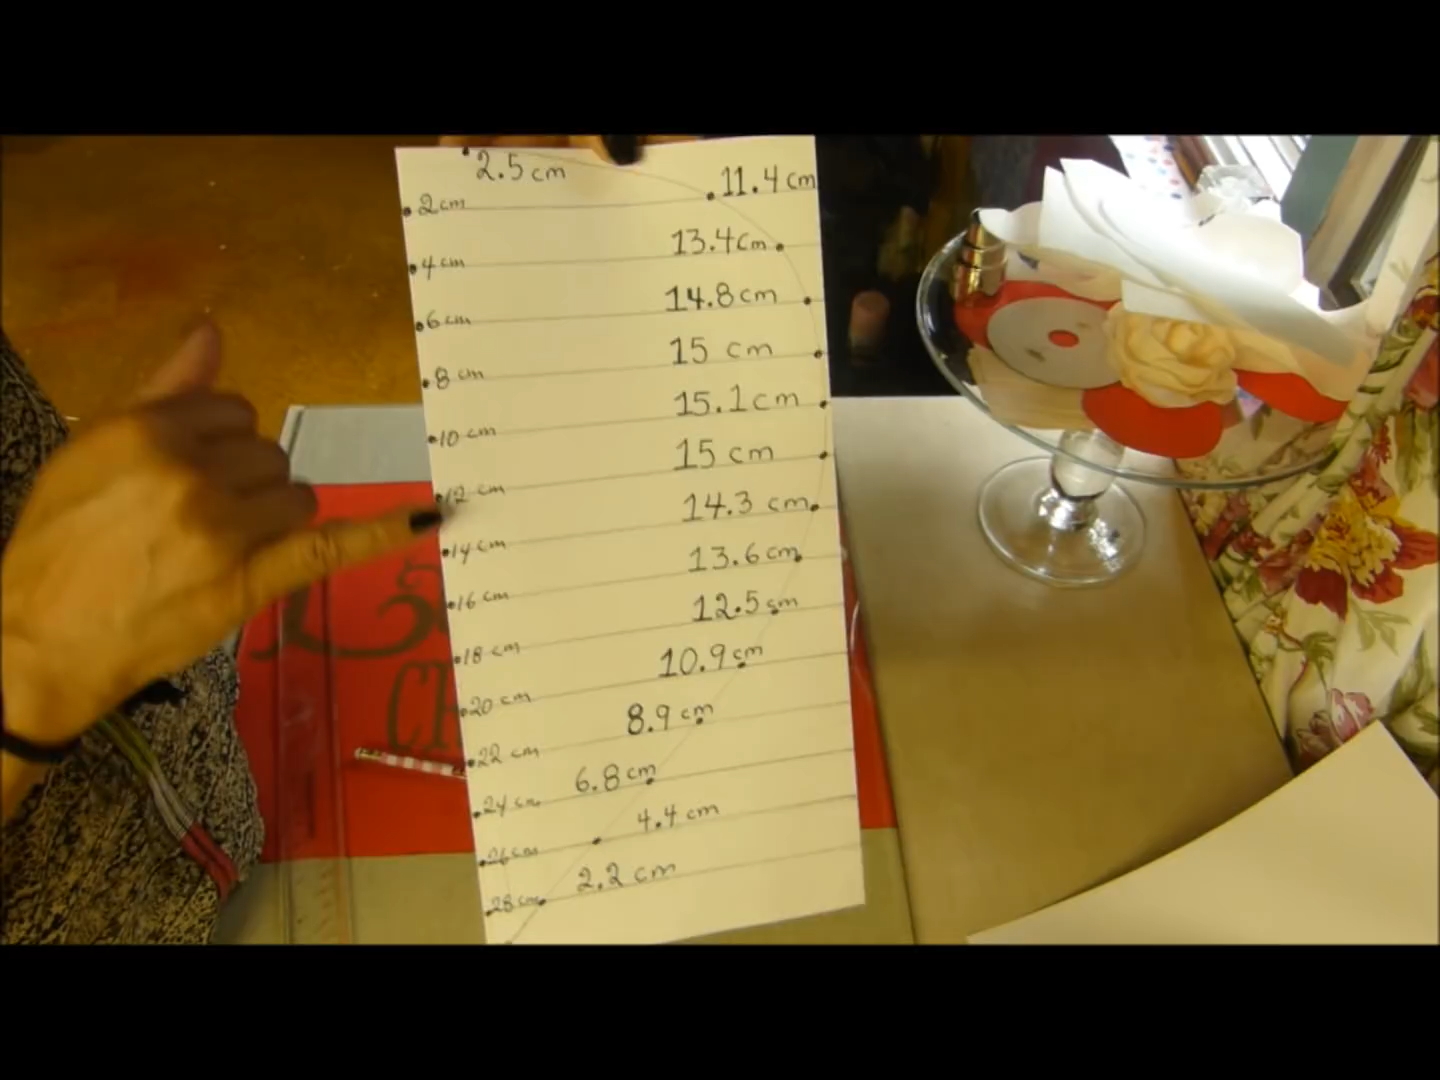 2.5 cm
2 cm 11.4 cm
4 cm 13.4 cm
6 cm 14.8 cm
8 cm 15 cm
10 cm 15.1 cm
12 cm 15 cm
14 cm 14.3 cm
16 cm 13.6 cm
18 cm 12.5 cm
20 cm 10.9 cm
22 cm 8.9 cm
24 cm 6.8 cm
26 cm 4.4 cm
28 cm 2.2 cm